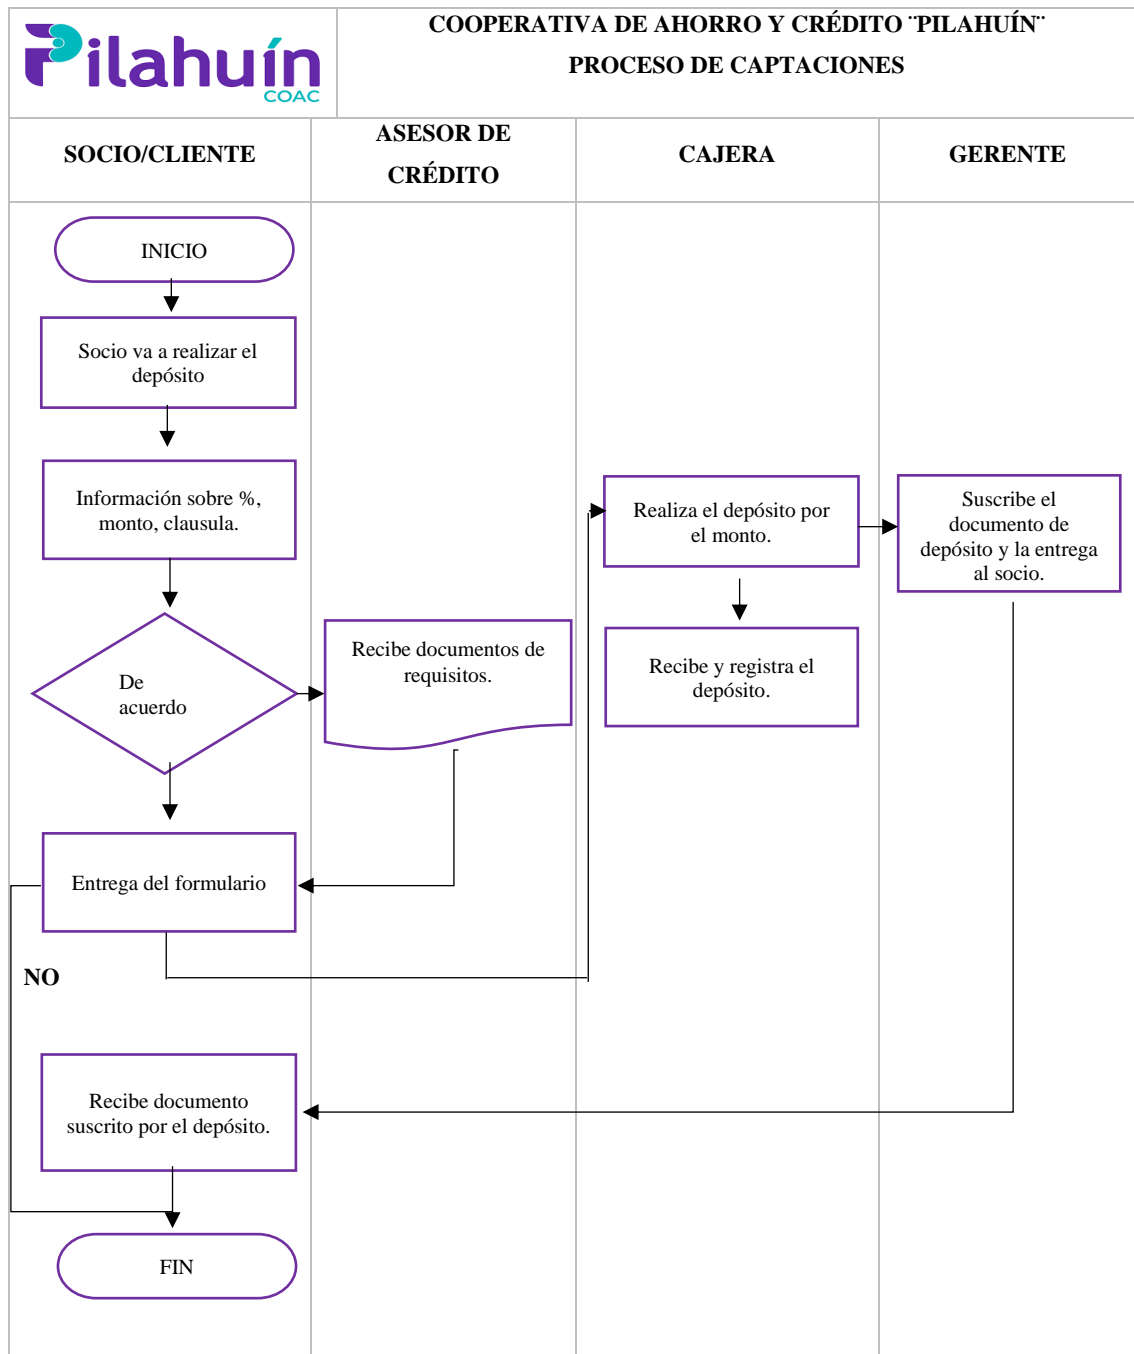 Pilahuín
COAC
COOPERATIVA DE AHORRO Y CRÉDITO ¨PILAHUÍN¨
PROCESO DE CAPTACIONES
SOCIO/CLIENTE
ASESOR DE
CRÉDITO
CAJERA
GERENTE
INICIO
Socio va a realizar el
depósito
Información sobre %,
monto, clausula.
Realiza el depósito por
el monto.
Suscribe el
documento de
depósito y la entrega
al socio.
De
acuerdo
Recibe documentos de
requisitos.
Recibe y registra el
depósito.
Entrega del formulario
NO
Recibe documento
suscrito por el depósito.
FIN